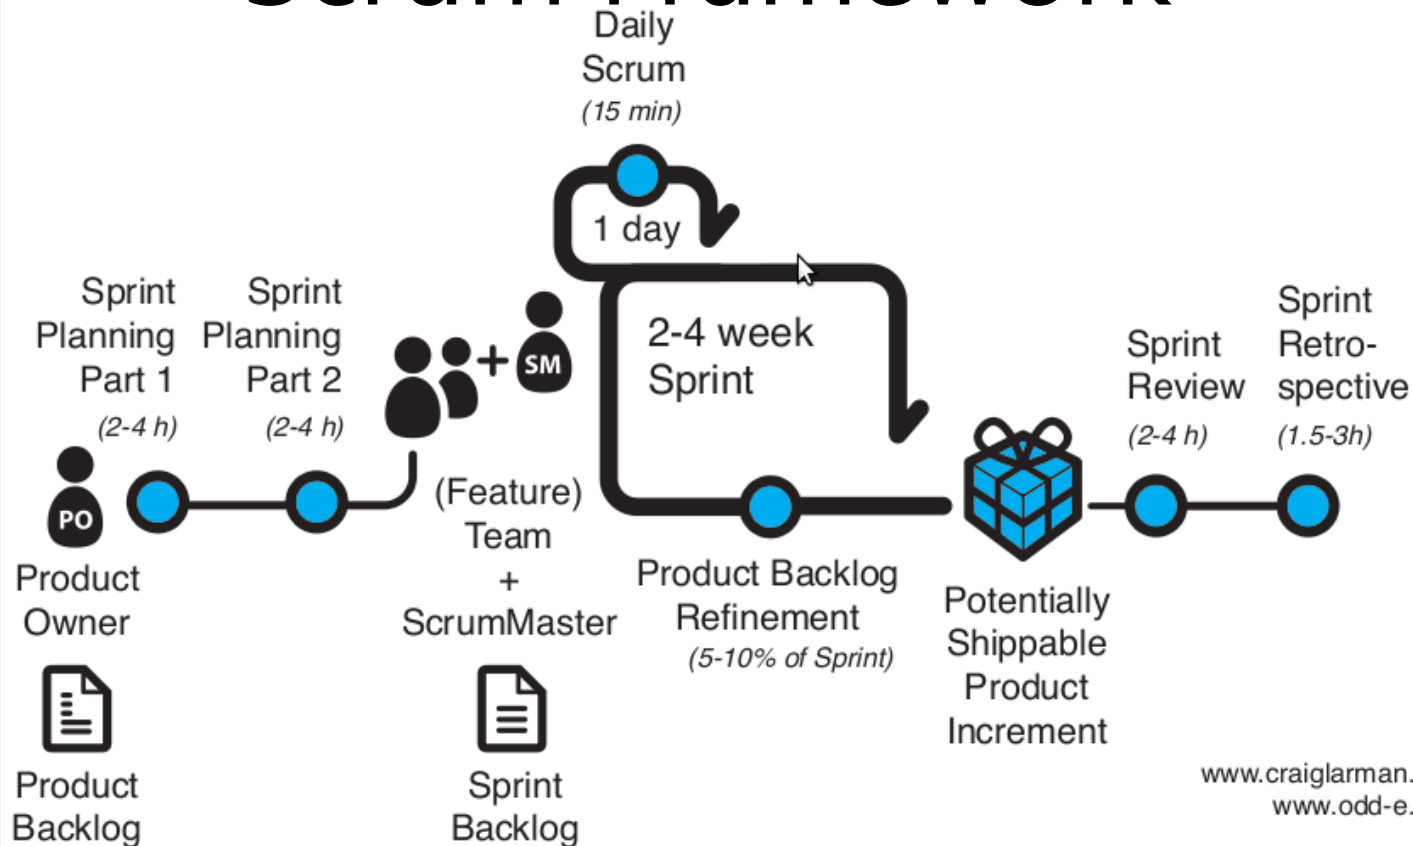 Scrum Framework
Daily
Scrum
(15 min)
1 day
Sprint
Planning
Part 1
(2-4 h)
Sprint
Planning
Part 2
(2-4 h)
PO
Product
Owner
Product
Backlog
+
SM
(Feature)
Team
+
ScrumMaster
Sprint
Backlog
2-4 week
Sprint
Product Backlog
Refinement
(5-10% of Sprint)
Potentially
Shippable
Product
Increment
Sprint
Review
(2-4 h)
Sprint
Retro-
spective
(1.5-3h)
www.craiglarman.
www.odd-e.